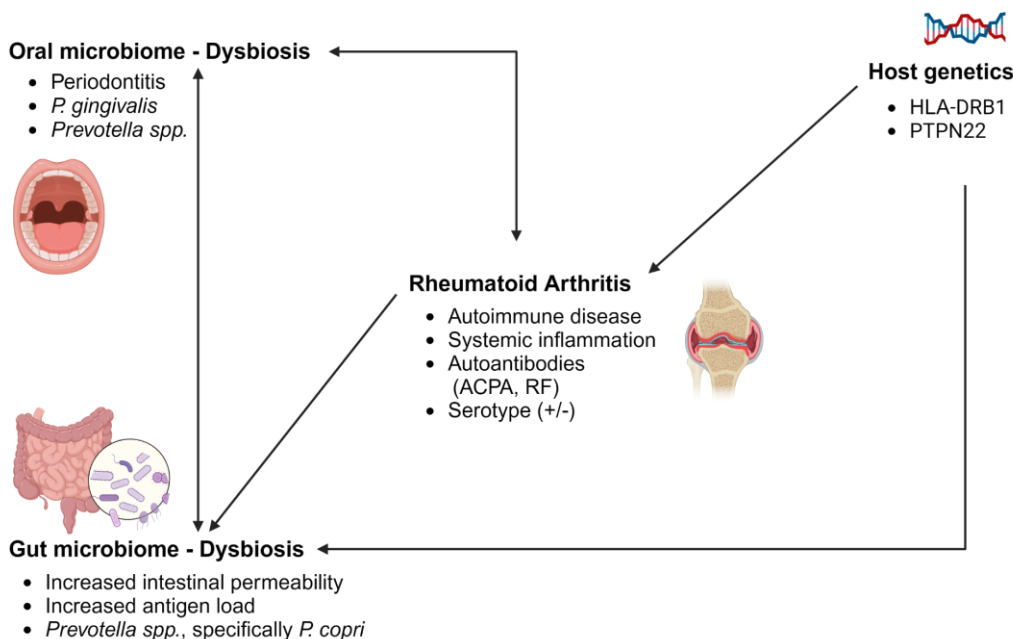 Oral microbiome - Dysbiosis
• Periodontitis
• P. gingivalis
• Prevotella spp.
Host genetics
• HLA-DRB1
• PTPN22
Rheumatoid Arthritis
• Autoimmune disease
• Systemic inflammation
• Autoantibodies
(ACPA, RF)
• Serotype (+/-)
Gut microbiome - Dysbiosis
• Increased intestinal permeability
• Increased antigen load
• Prevotella spp., specifically P. copri